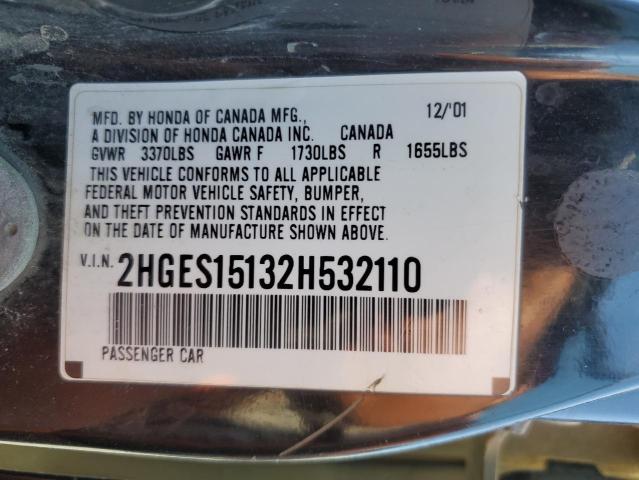 MFD. BY HONDA OF CANADA MFG., 12/'01
A DIVISION OF HONDA CANADA INC. CANADA
GVWR 3370LBS GAWR F 1730LBS R 1655LBS
THIS VEHICLE CONFORMS TO ALL APPLICABLE
FEDERAL MOTOR VEHICLE SAFETY, BUMPER,
AND THEFT PREVENTION STANDARDS IN EFFECT
ON THE DATE OF MANUFACTURE SHOWN ABOVE.
V.I.N. 2HGES15132H532110
PASSENGER CAR